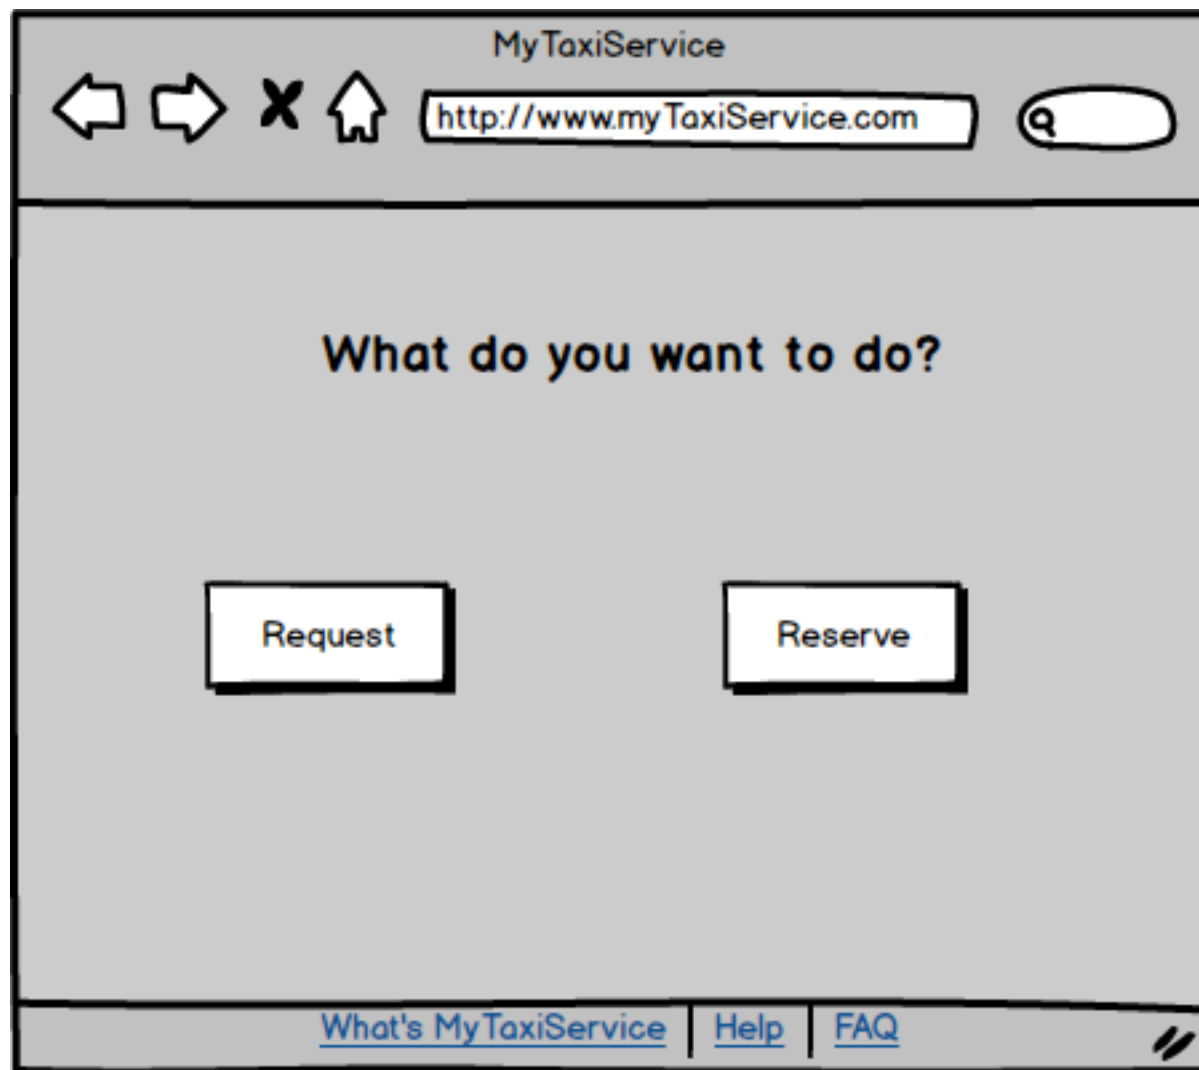 MyTaxiService
http://www.myTaxiService.com
What do you want to do?
Request
Reserve
What's MyTaxiService | Help | FAQ